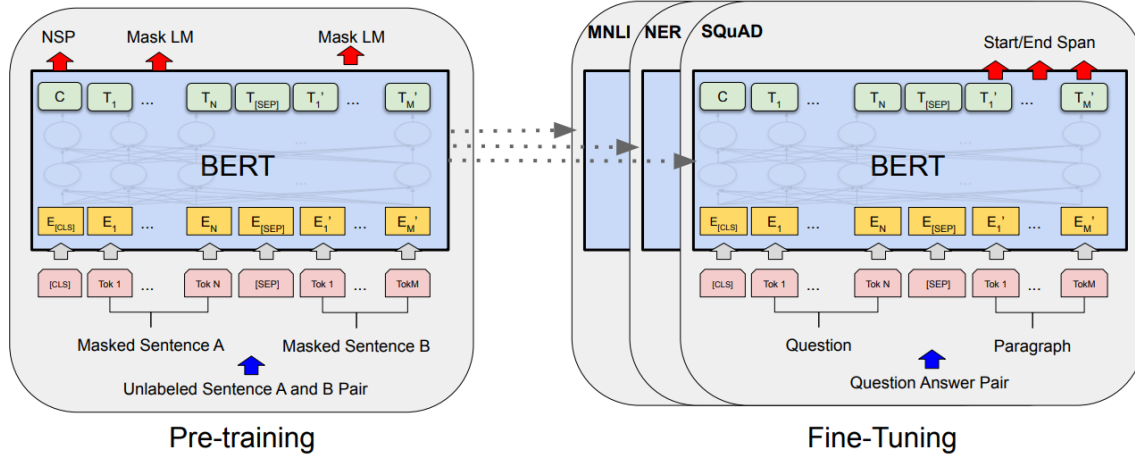 NSP Mask LM Mask LM
C T1 ... TN T[SEP] T1' ... TM'
...
BERT
...
E[CLS] E1 ... EN E[SEP] E1' ... EM'
[CLS] Tok 1 ... Tok N [SEP] Tok 1 ... TokM
Masked Sentence A Masked Sentence B
Unlabeled Sentence A and B Pair
Pre-training
MNLI NER SQuAD
Start/End Span
C T1 ... TN T[SEP] T1' ... TM'
...
BERT
...
E[CLS] E1 ... EN E[SEP] E1' ... EM'
[CLS] Tok 1 ... Tok N [SEP] Tok 1 ... TokM
Question Paragraph
Question Answer Pair
Fine-Tuning